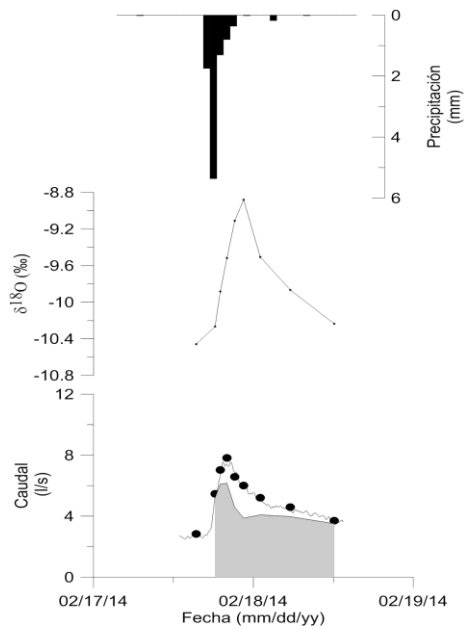 0
2
4
6
Precipitación
(mm)
-8.8
-9.2
-9.6
-10
-10.4
-10.8
δ18O (‰)
12
8
4
0
Caudal
(l/s)
02/17/14
02/18/14
02/19/14
Fecha (mm/dd/yy)